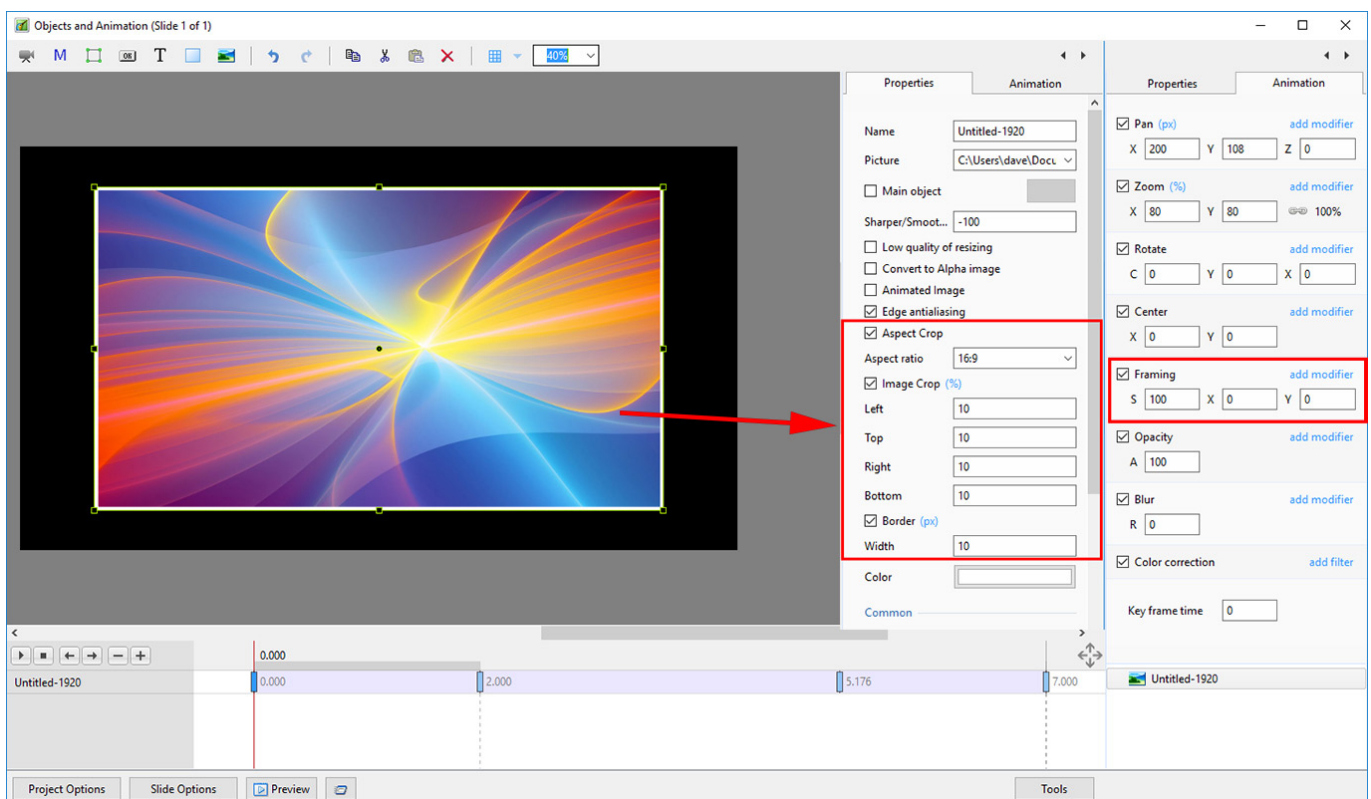 Objects and Animation (Slide 1 of 1)
M OK T 40%
Properties Animation
Name Untitled-1920
Picture C:\Users\dave\Docu
Main object
Sharper/Smoot... -100
Low quality of resizing
Convert to Alpha image
Animated Image
Edge antialiasing
Aspect Crop
Aspect ratio 16:9
Image Crop (%)
Left 10
Top 10
Right 10
Bottom 10
Border (px)
Width 10
Color
Common
Properties Animation
Pan (px) add modifier
X 200 Y 108 Z 0
Zoom (%) add modifier
X 80 Y 80 100%
Rotate add modifier
C 0 Y 0 X 0
Center add modifier
X 0 Y 0
Framing add modifier
S 100 X 0 Y 0
Opacity add modifier
A 100
Blur add modifier
R 0
Color correction add filter
Key frame time 0
0.000
Untitled-1920 0.000 2.000 5.176 7.000
Untitled-1920
Project Options Slide Options Preview Tools